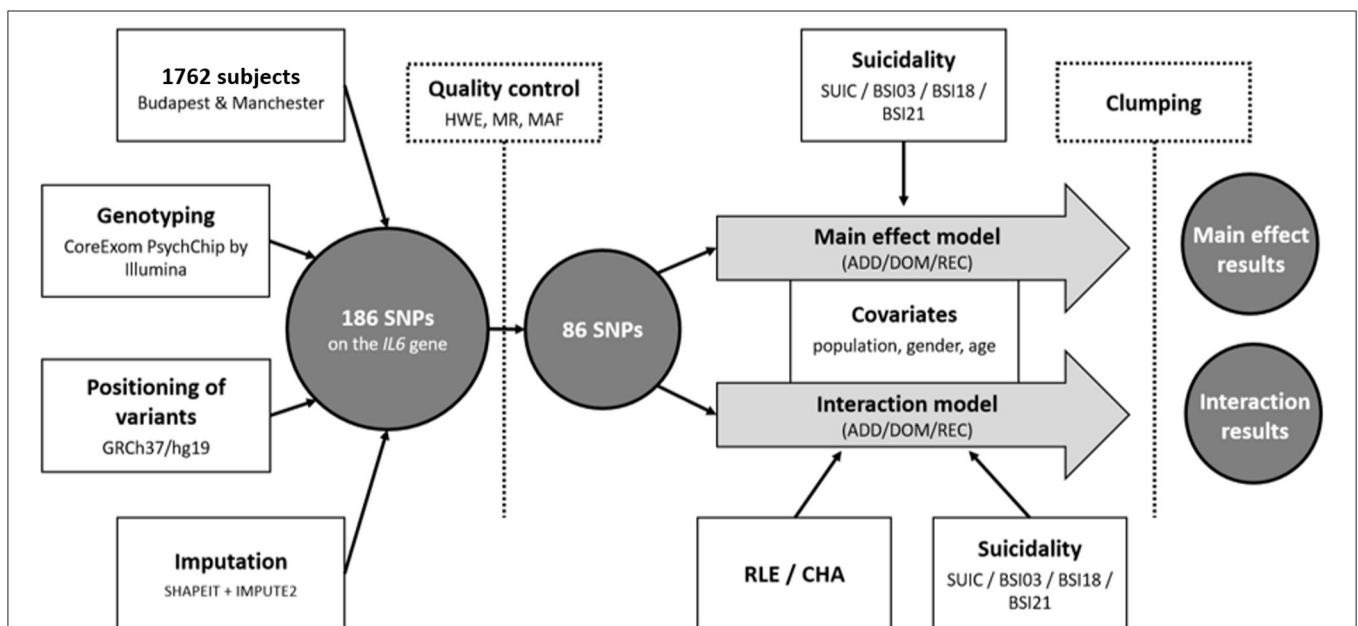 1762 subjects
Budapest & Manchester
Genotyping
CoreExom PsychChip by
Illumina
Positioning of
variants
GRCh37/hg19
Imputation
SHAPEIT + IMPUTE2
186 SNPs
on the IL6 gene
Quality control
HWE, MR, MAF
86 SNPs
Suicidality
SUIC / BSI03 / BSI18 /
BSI21
Main effect model
(ADD/DOM/REC)
Covariates
population, gender, age
Interaction model
(ADD/DOM/REC)
RLE / CHA
Suicidality
SUIC / BSI03 / BSI18 /
BSI21
Clumping
Main effect
results
Interaction
results